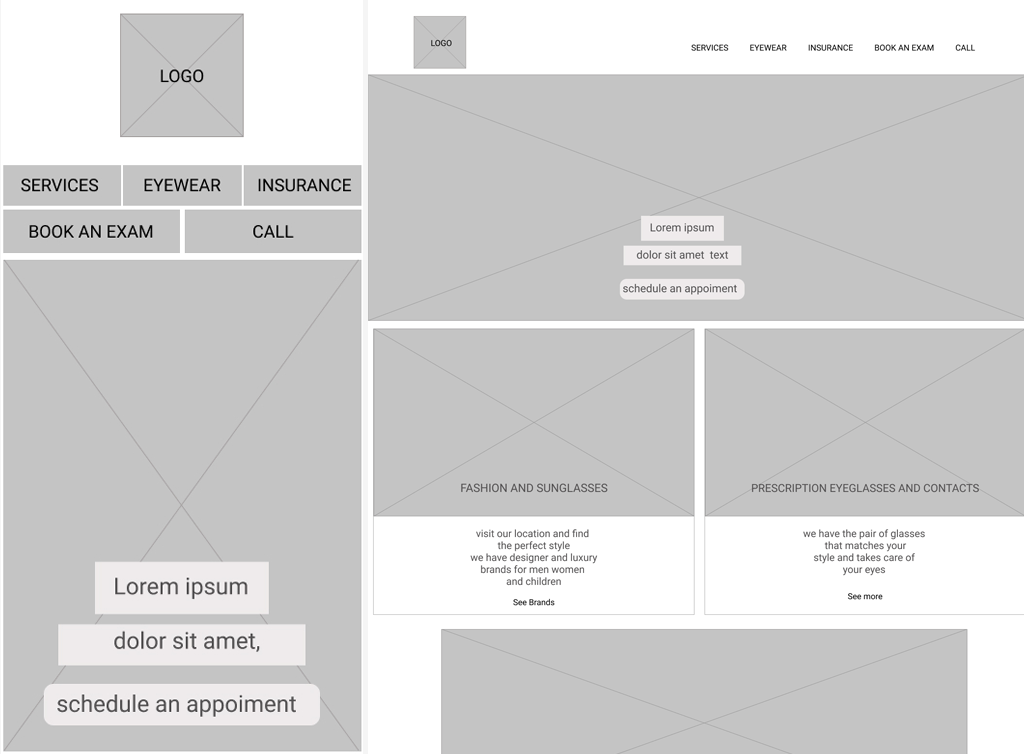 LOGO
SERVICES EYEWEAR INSURANCE
BOOK AN EXAM CALL
Lorem ipsum
dolor sit amet,
schedule an appoiment
LOGO
SERVICES EYEWEAR INSURANCE BOOK AN EXAM CALL
Lorem ipsum
dolor sit amet text
schedule an appoiment
FASHION AND SUNGLASSES
visit our location and find
the perfect style
we have designer and luxury
brands for men women
and children
See Brands
PRESCRIPTION EYEGLASSES AND CONTACTS
we have the pair of glasses
that matches your
style and takes care of
your eyes
See more